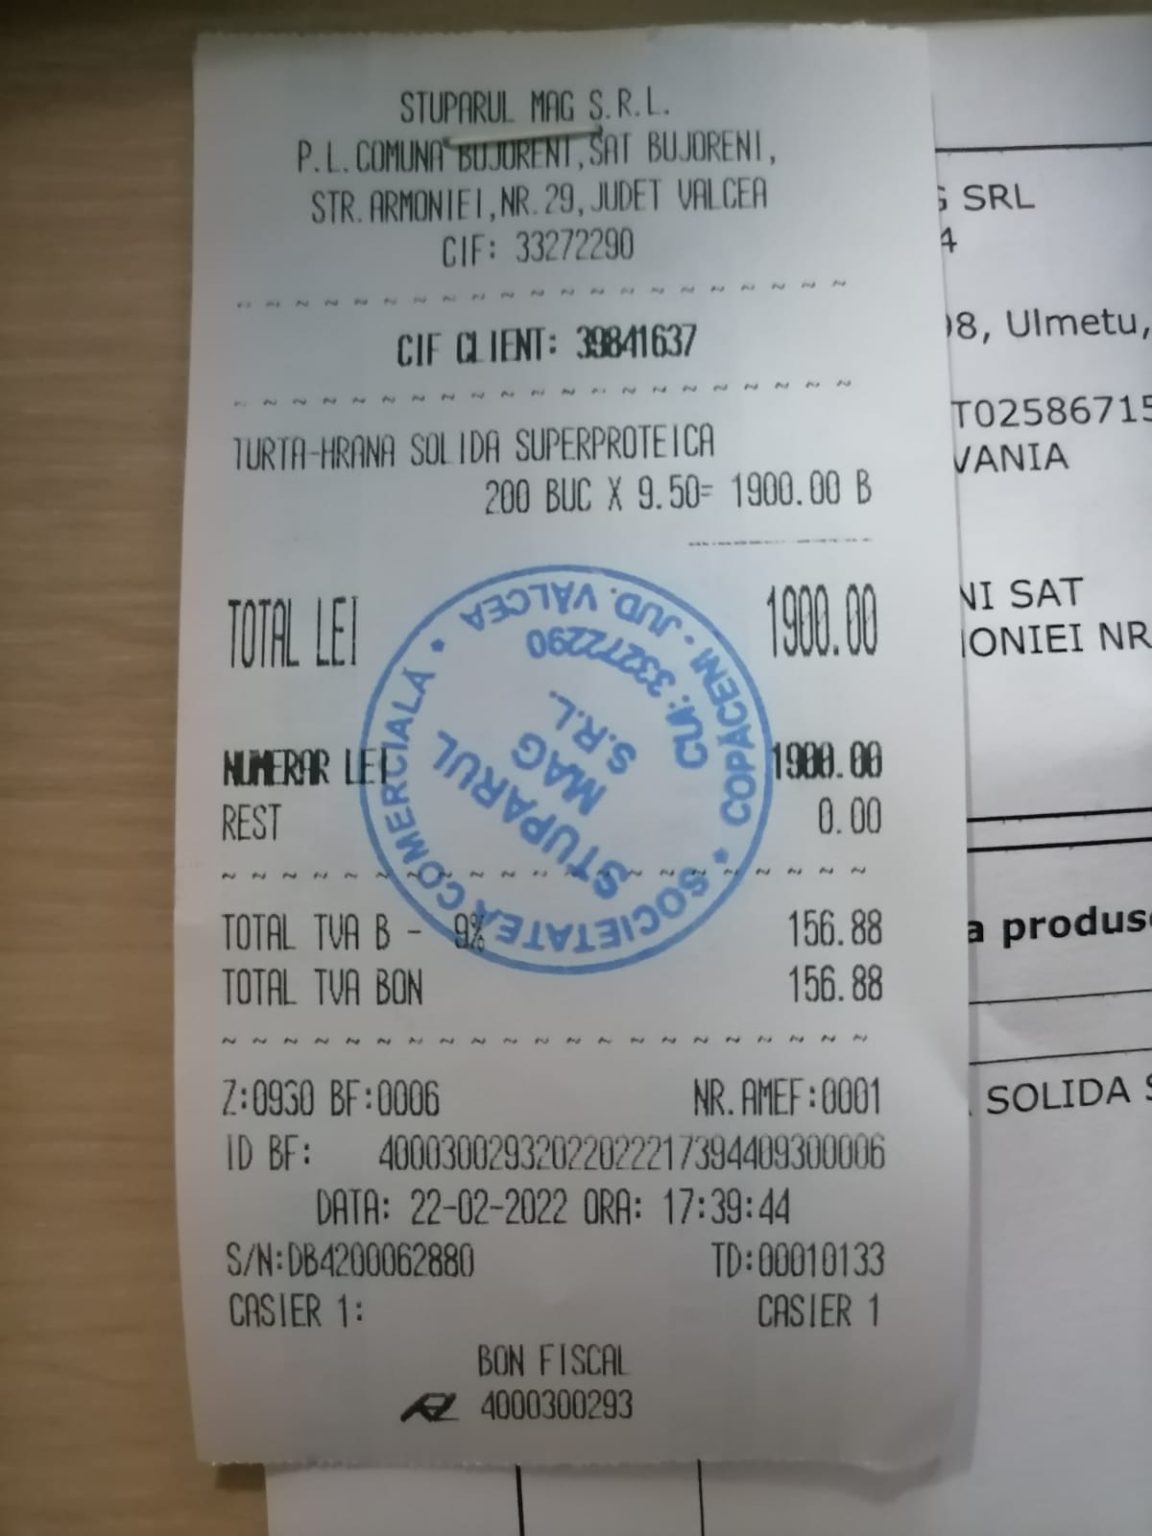 STUPARUL MAG S.R.L.
P.L.COMUNA BUJORENI,SAT BUJORENI,
STR.ARMONIEI,NR.29,JUDET VALCEA
CIF: 33272290
CIF CLIENT: 39841637
TURTA-HRANA SOLIDA SUPERPROTEICA
200 BUC X 9.50= 1900.00 B
TOTAL LEI 1900.00
NUMERAR LEI 1900.00
REST 0.00
TOTAL TVA B - 9% 156.88
TOTAL TVA BON 156.88
Z:0930 BF:0006 NR.AMEF:0001
ID BF: 40003002932022022217394409300006
DATA: 22-02-2022 ORA: 17:39:44
S/N:DB4200062880 TD:00010133
CASIER 1: CASIER 1
BON FISCAL
4000300293
SOCIETATEA COMERCIALĂ * COPĂCENI - JUD. VALCEA *
STUPARUL
MAG
S.R.L.
CUI: 33272290
SRL
4
98, Ulmetu,
T02586715
VANIA
NI SAT
ONIEI NR
a produse
SOLIDA S